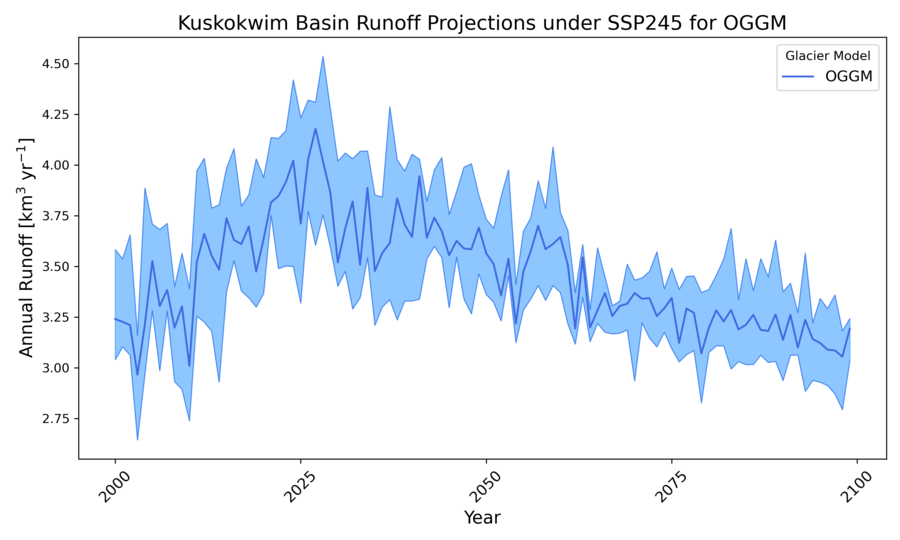 Kuskokwim Basin Runoff Projections under SSP245 for OGGM
Glacier Model
OGGM
Annual Runoff [km³ yr⁻¹]
4.50
4.25
4.00
3.75
3.50
3.25
3.00
2.75
2000
2025
2050
2075
2100
Year